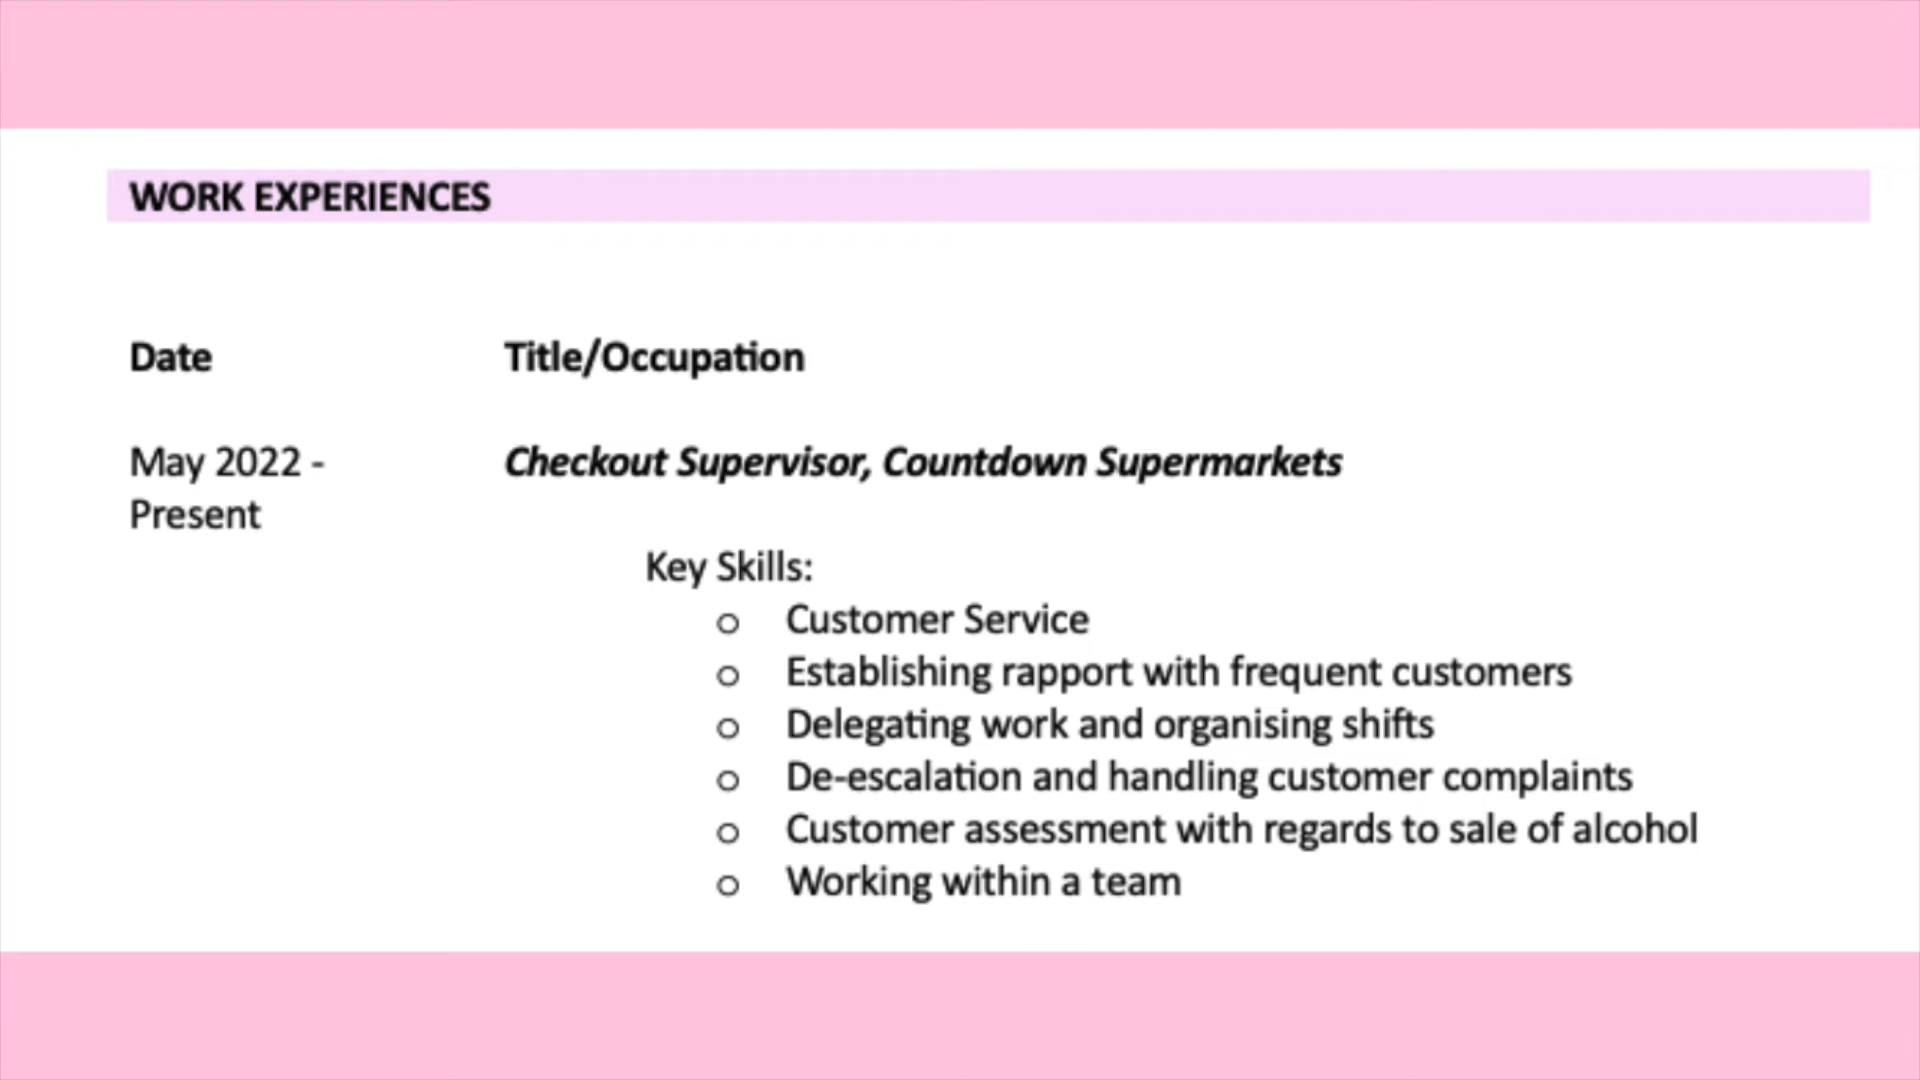 WORK EXPERIENCES
Date Title/Occupation
May 2022 - Checkout Supervisor, Countdown Supermarkets
Present
Key Skills:
o Customer Service
o Establishing rapport with frequent customers
o Delegating work and organising shifts
o De-escalation and handling customer complaints
o Customer assessment with regards to sale of alcohol
o Working within a team